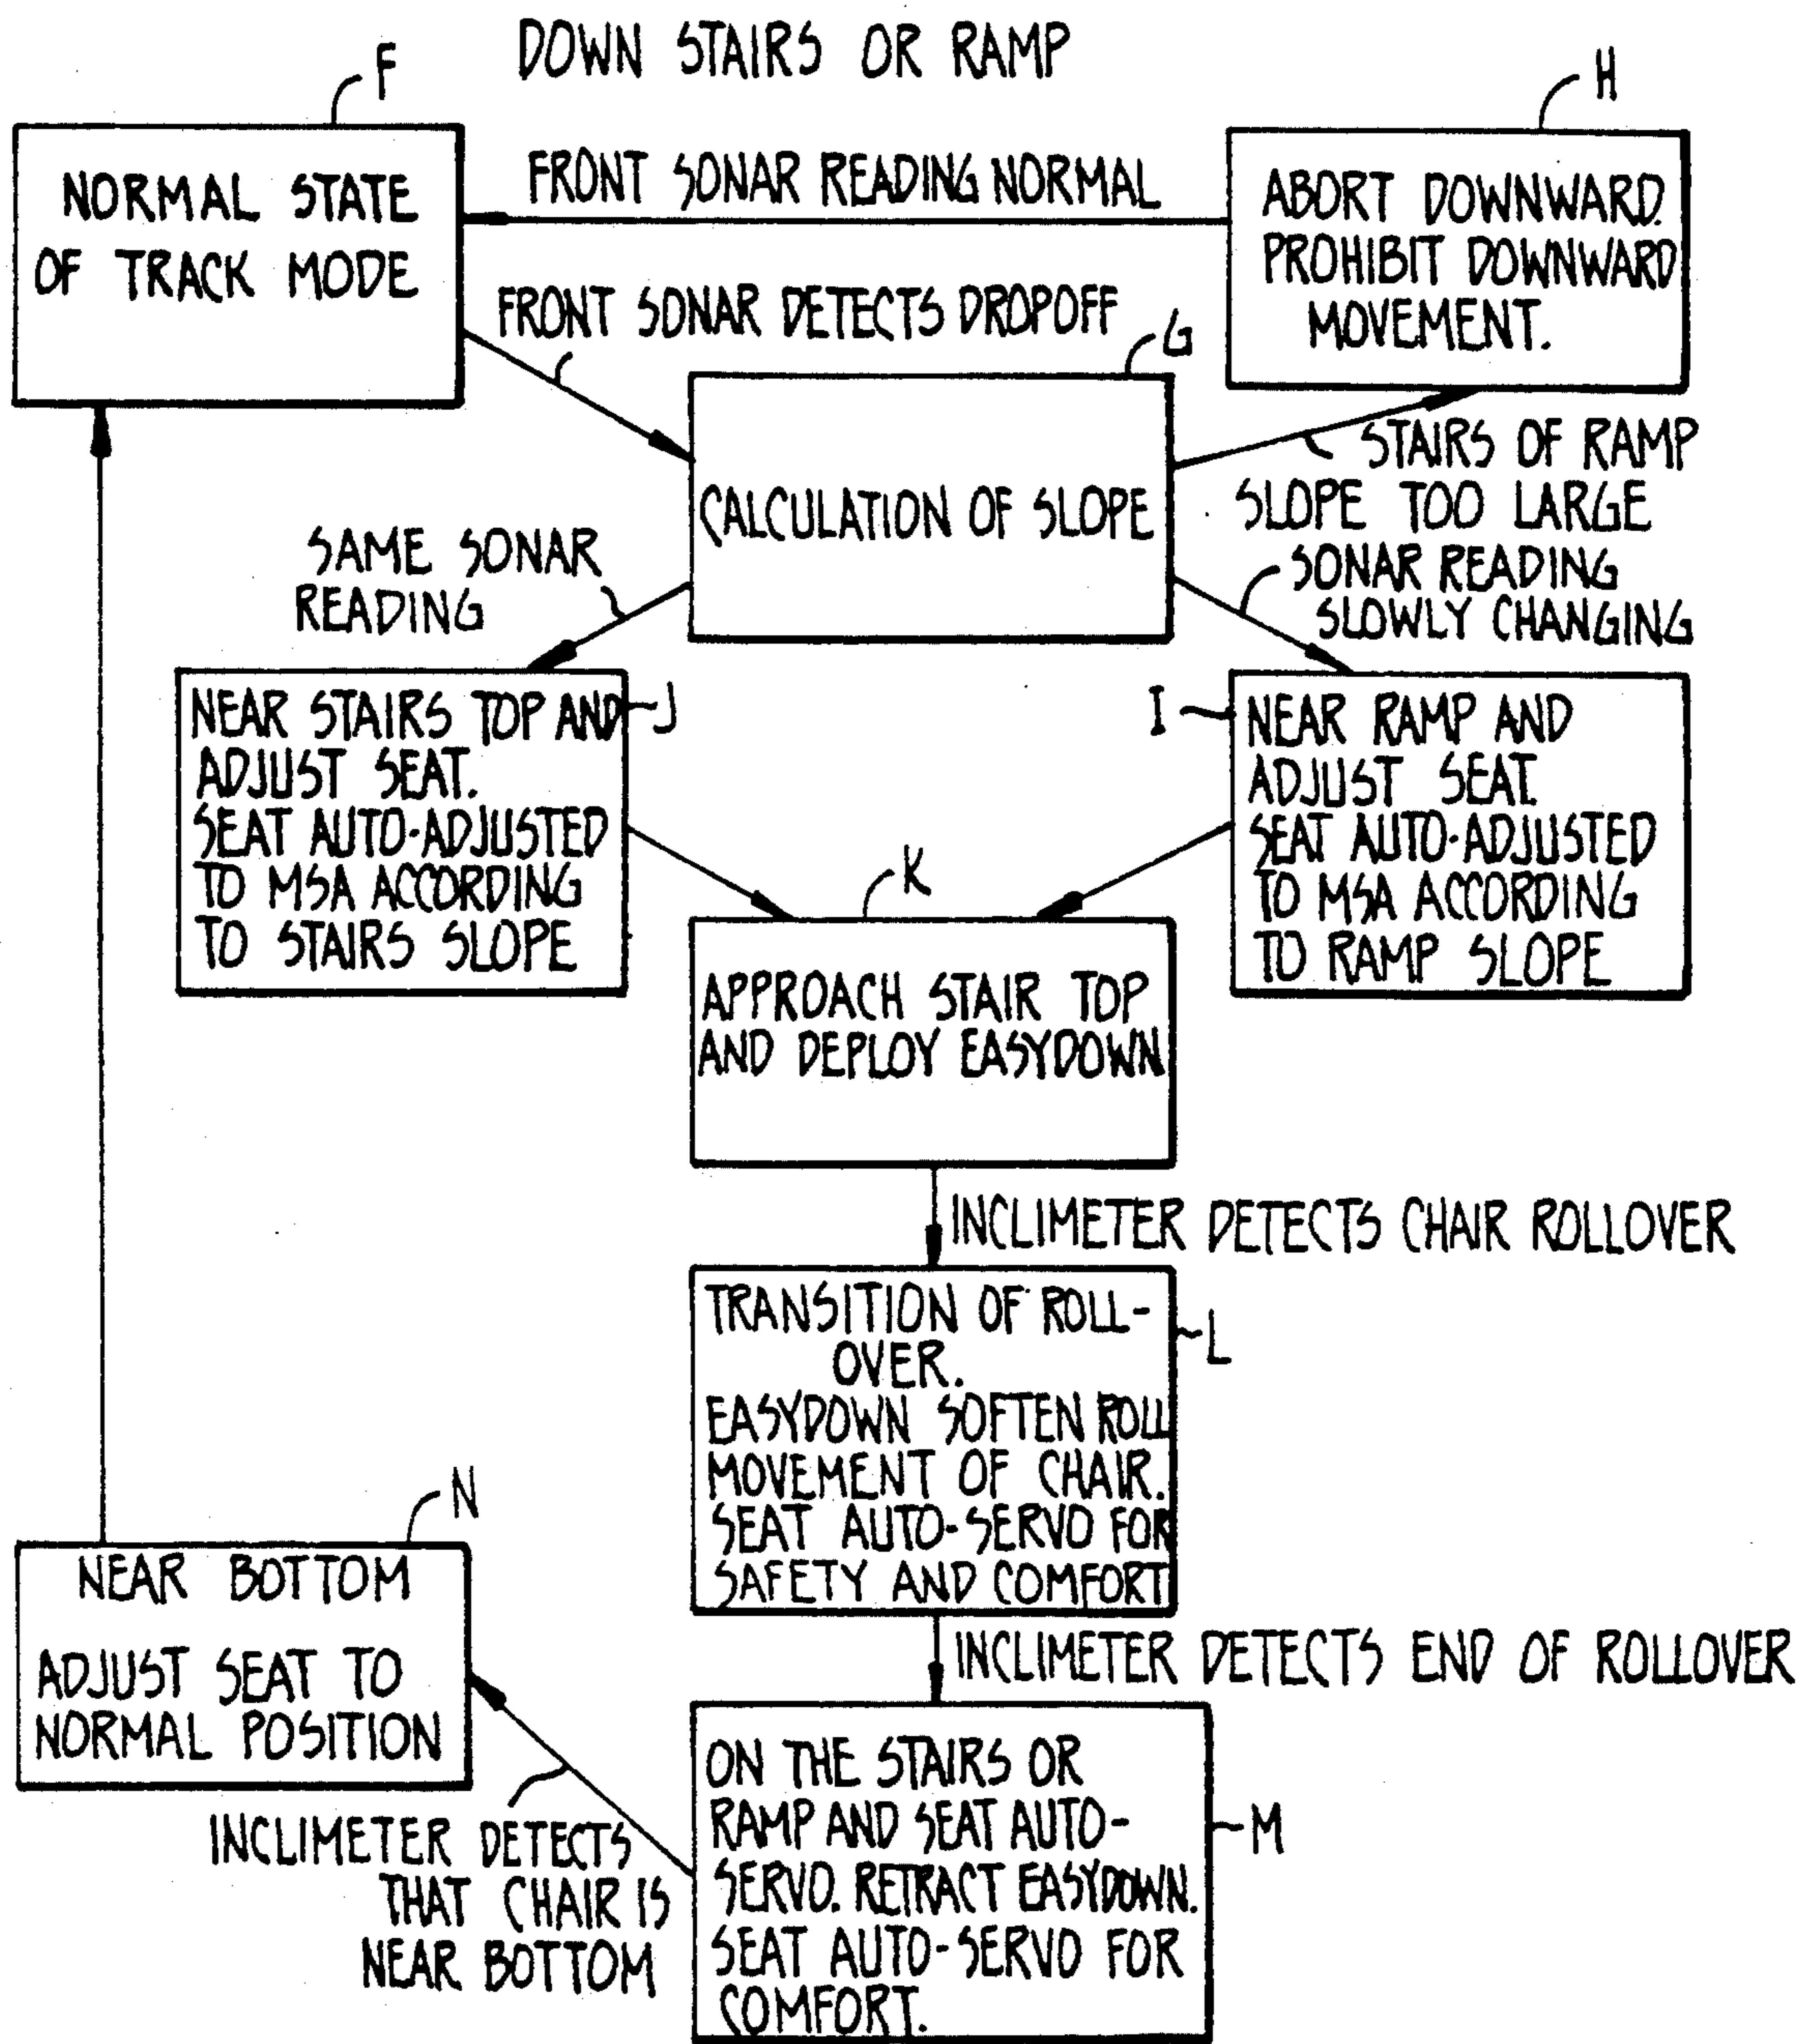 DOWN STAIRS OR RAMP
F
H
NORMAL STATE
OF TRACK MODE
FRONT SONAR READING NORMAL
ABORT DOWNWARD.
PROHIBIT DOWNWARD
MOVEMENT.
FRONT SONAR DETECTS DROPOFF
G
CALCULATION OF SLOPE
STAIRS OF RAMP
SLOPE TOO LARGE
SAME SONAR
READING
SONAR READING
SLOWLY CHANGING
NEAR STAIRS TOP AND
ADJUST SEAT.
SEAT AUTO-ADJUSTED
TO MSA ACCORDING
TO STAIRS SLOPE
J
I
NEAR RAMP AND
ADJUST SEAT.
SEAT AUTO-ADJUSTED
TO MSA ACCORDING
TO RAMP SLOPE
K
APPROACH STAIR TOP
AND DEPLOY EASYDOWN
INCLIMETER DETECTS CHAIR ROLLOVER
TRANSITION OF ROLL-
OVER.
EASYDOWN SOFTEN ROLL
MOVEMENT OF CHAIR.
SEAT AUTO-SERVO FOR
SAFETY AND COMFORT
L
INCLIMETER DETECTS END OF ROLLOVER
N
NEAR BOTTOM
ADJUST SEAT TO
NORMAL POSITION
INCLIMETER DETECTS
THAT CHAIR IS
NEAR BOTTOM
ON THE STAIRS OR
RAMP AND SEAT AUTO-
SERVO. RETRACT EASYDOWN.
SEAT AUTO-SERVO FOR
COMFORT.
M